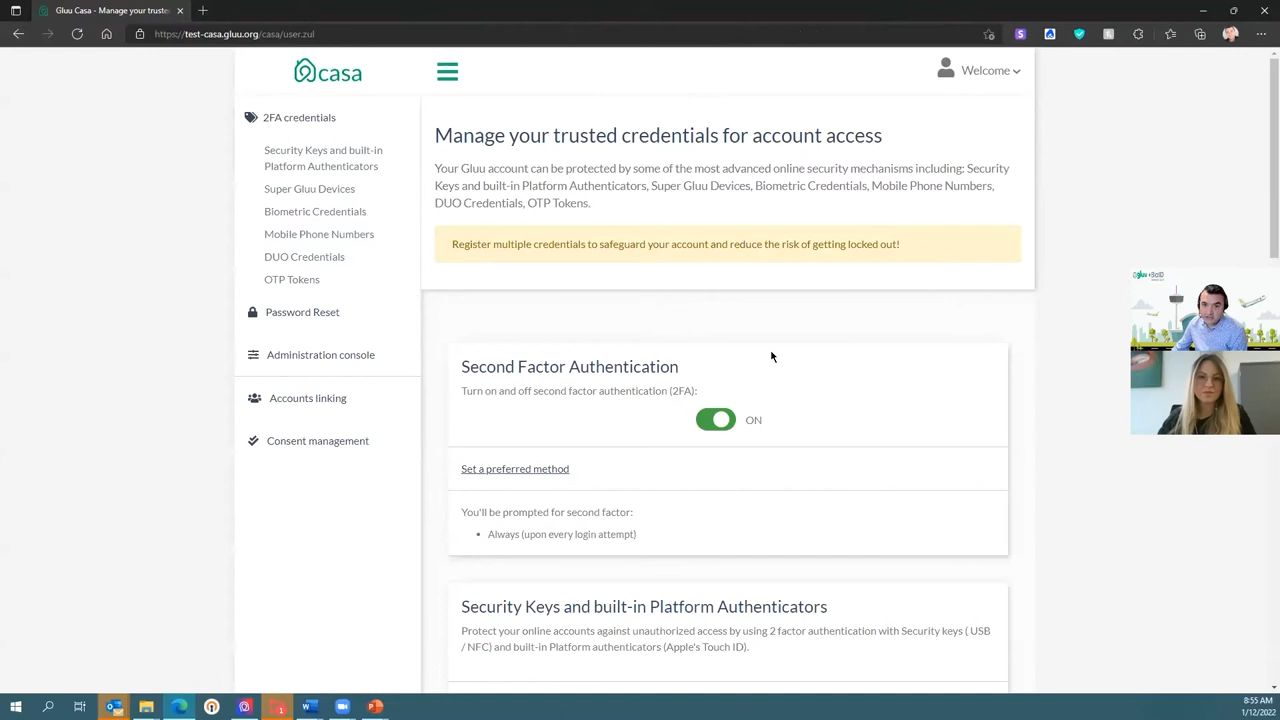 Gluu Casa - Manage your truste
https://test-casa.gluu.org/casa/user.zul
casa
Welcome
2FA credentials
Security Keys and built-in
Platform Authenticators
Super Gluu Devices
Biometric Credentials
Mobile Phone Numbers
DUO Credentials
OTP Tokens
Password Reset
Administration console
Accounts linking
Consent management
Manage your trusted credentials for account access
Your Gluu account can be protected by some of the most advanced online security mechanisms including: Security
Keys and built-in Platform Authenticators, Super Gluu Devices, Biometric Credentials, Mobile Phone Numbers,
DUO Credentials, OTP Tokens.
Register multiple credentials to safeguard your account and reduce the risk of getting locked out!
Second Factor Authentication
Turn on and off second factor authentication (2FA):
ON
Set a preferred method
You'll be prompted for second factor:
• Always (upon every login attempt)
Security Keys and built-in Platform Authenticators
Protect your online accounts against unauthorized access by using 2 factor authentication with Security keys ( USB
/ NFC) and built-in Platform authenticators (Apple's Touch ID).
gluu + BioID
8:55 AM
1/12/2022